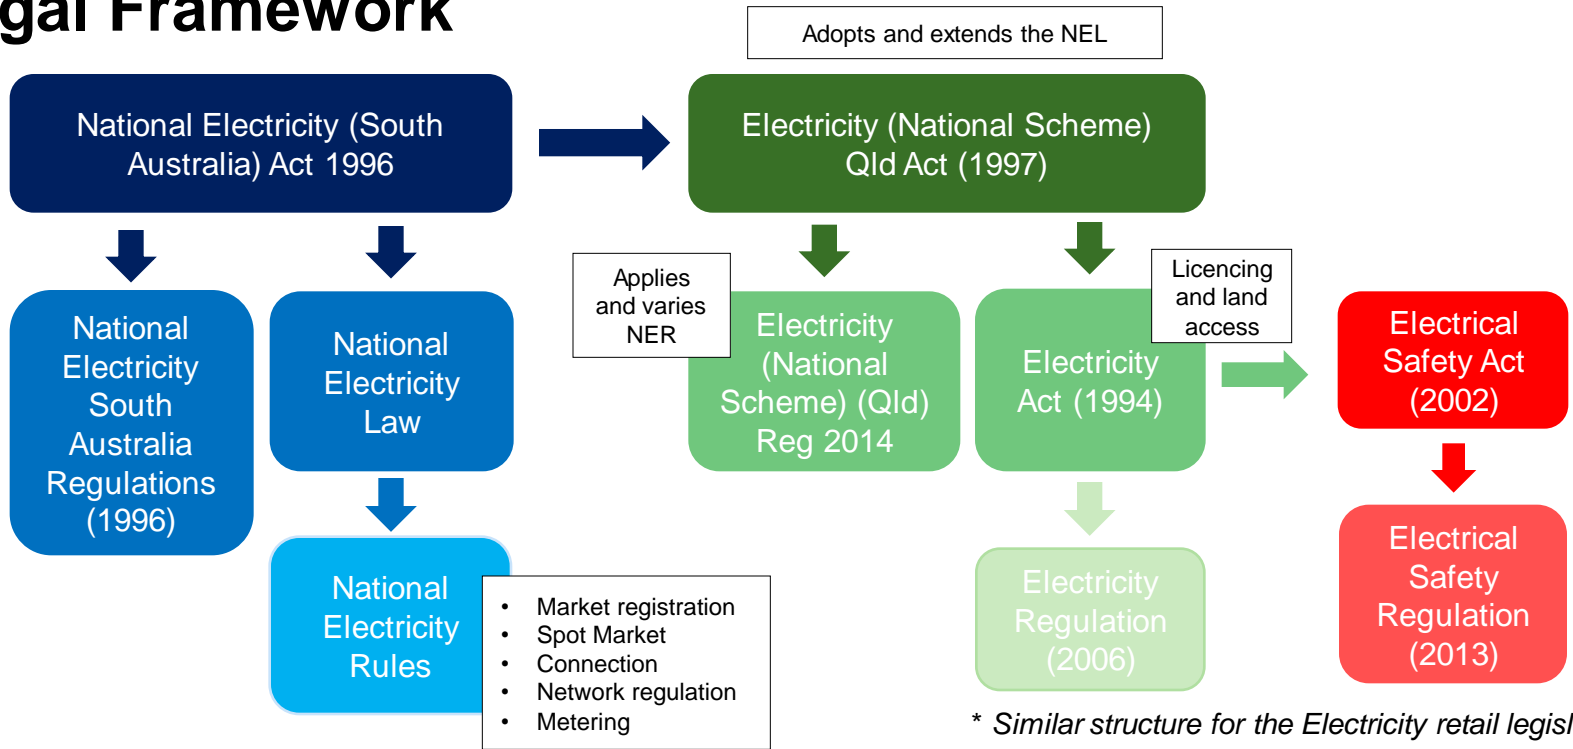 gal Framework
Adopts and extends the NEL
National Electricity (South
Australia) Act 1996
Electricity (National Scheme)
Qld Act (1997)
Applies
and varies
NER
Licencing
and land
access
National
Electricity
South
Australia
Regulations
(1996)
National
Electricity
Law
Electricity
(National
Scheme) (Qld)
Reg 2014
Electricity
Act (1994)
Electrical
Safety Act
(2002)
National
Electricity
Rules
• Market registration
• Spot Market
• Connection
• Network regulation
• Metering
Electricity
Regulation
(2006)
Electrical
Safety
Regulation
(2013)
* Similar structure for the Electricity retail legisl